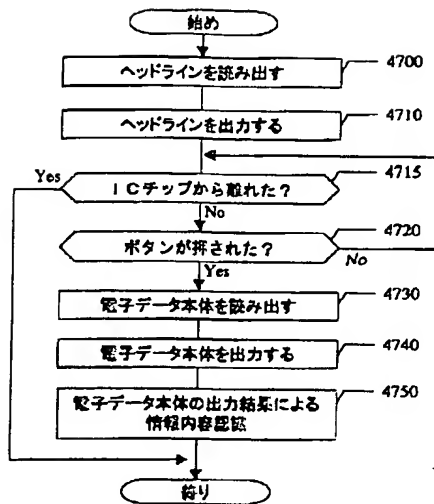 始め
ヘッドラインを読み出す
4700
ヘッドラインを出力する
4710
ICチップから離れた?
4715
Yes
No
ボタンが押された?
4720
No
Yes
電子データ本体を読み出す
4730
電子データ本体を出力する
4740
電子データ本体の出力結果による
情報内容認識
4750
終り